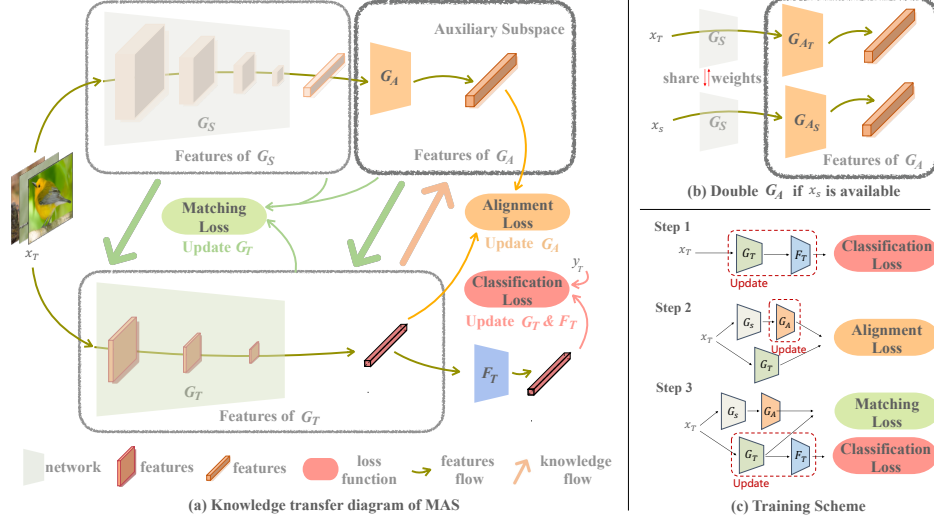 Auxiliary Subspace
G_S
G_A
Features of G_S
Features of G_A
x_T
Matching
Loss
Update G_T
Alignment
Loss
Update G_A
y_T
Classification
Loss
Update G_T & F_T
G_T
F_T
Features of G_T
network
features
features
loss
function
features
flow
knowledge
flow
(a) Knowledge transfer diagram of MAS
x_T
G_S
G_{A_T}
share
weights
x_s
G_S
G_{A_S}
Features of G_A
(b) Double G_A if x_s is available
Step 1
x_T
G_T
F_T
Update
Classification
Loss
Step 2
G_s
G_A
Update
x_T
G_T
Alignment
Loss
Step 3
G_s
G_A
x_T
G_T
F_T
Update
Matching
Loss
Classification
Loss
(c) Training Scheme